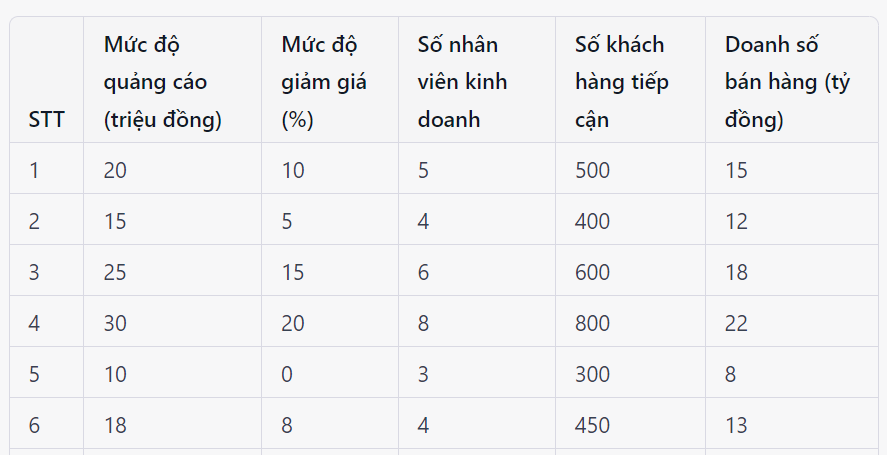 STT | Mức độ quảng cáo (triệu đồng) | Mức độ giảm giá (%) | Số nhân viên kinh doanh | Số khách hàng tiếp cận | Doanh số bán hàng (tỷ đồng)
1 | 20 | 10 | 5 | 500 | 15
2 | 15 | 5 | 4 | 400 | 12
3 | 25 | 15 | 6 | 600 | 18
4 | 30 | 20 | 8 | 800 | 22
5 | 10 | 0 | 3 | 300 | 8
6 | 18 | 8 | 4 | 450 | 13